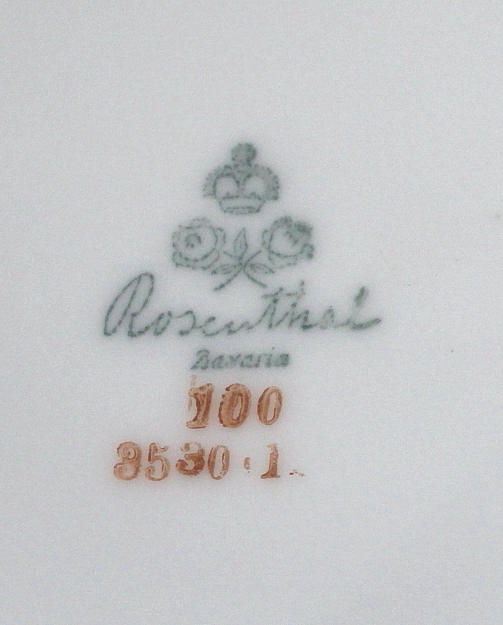 Rosenthal
Bavaria
100
3530.1.